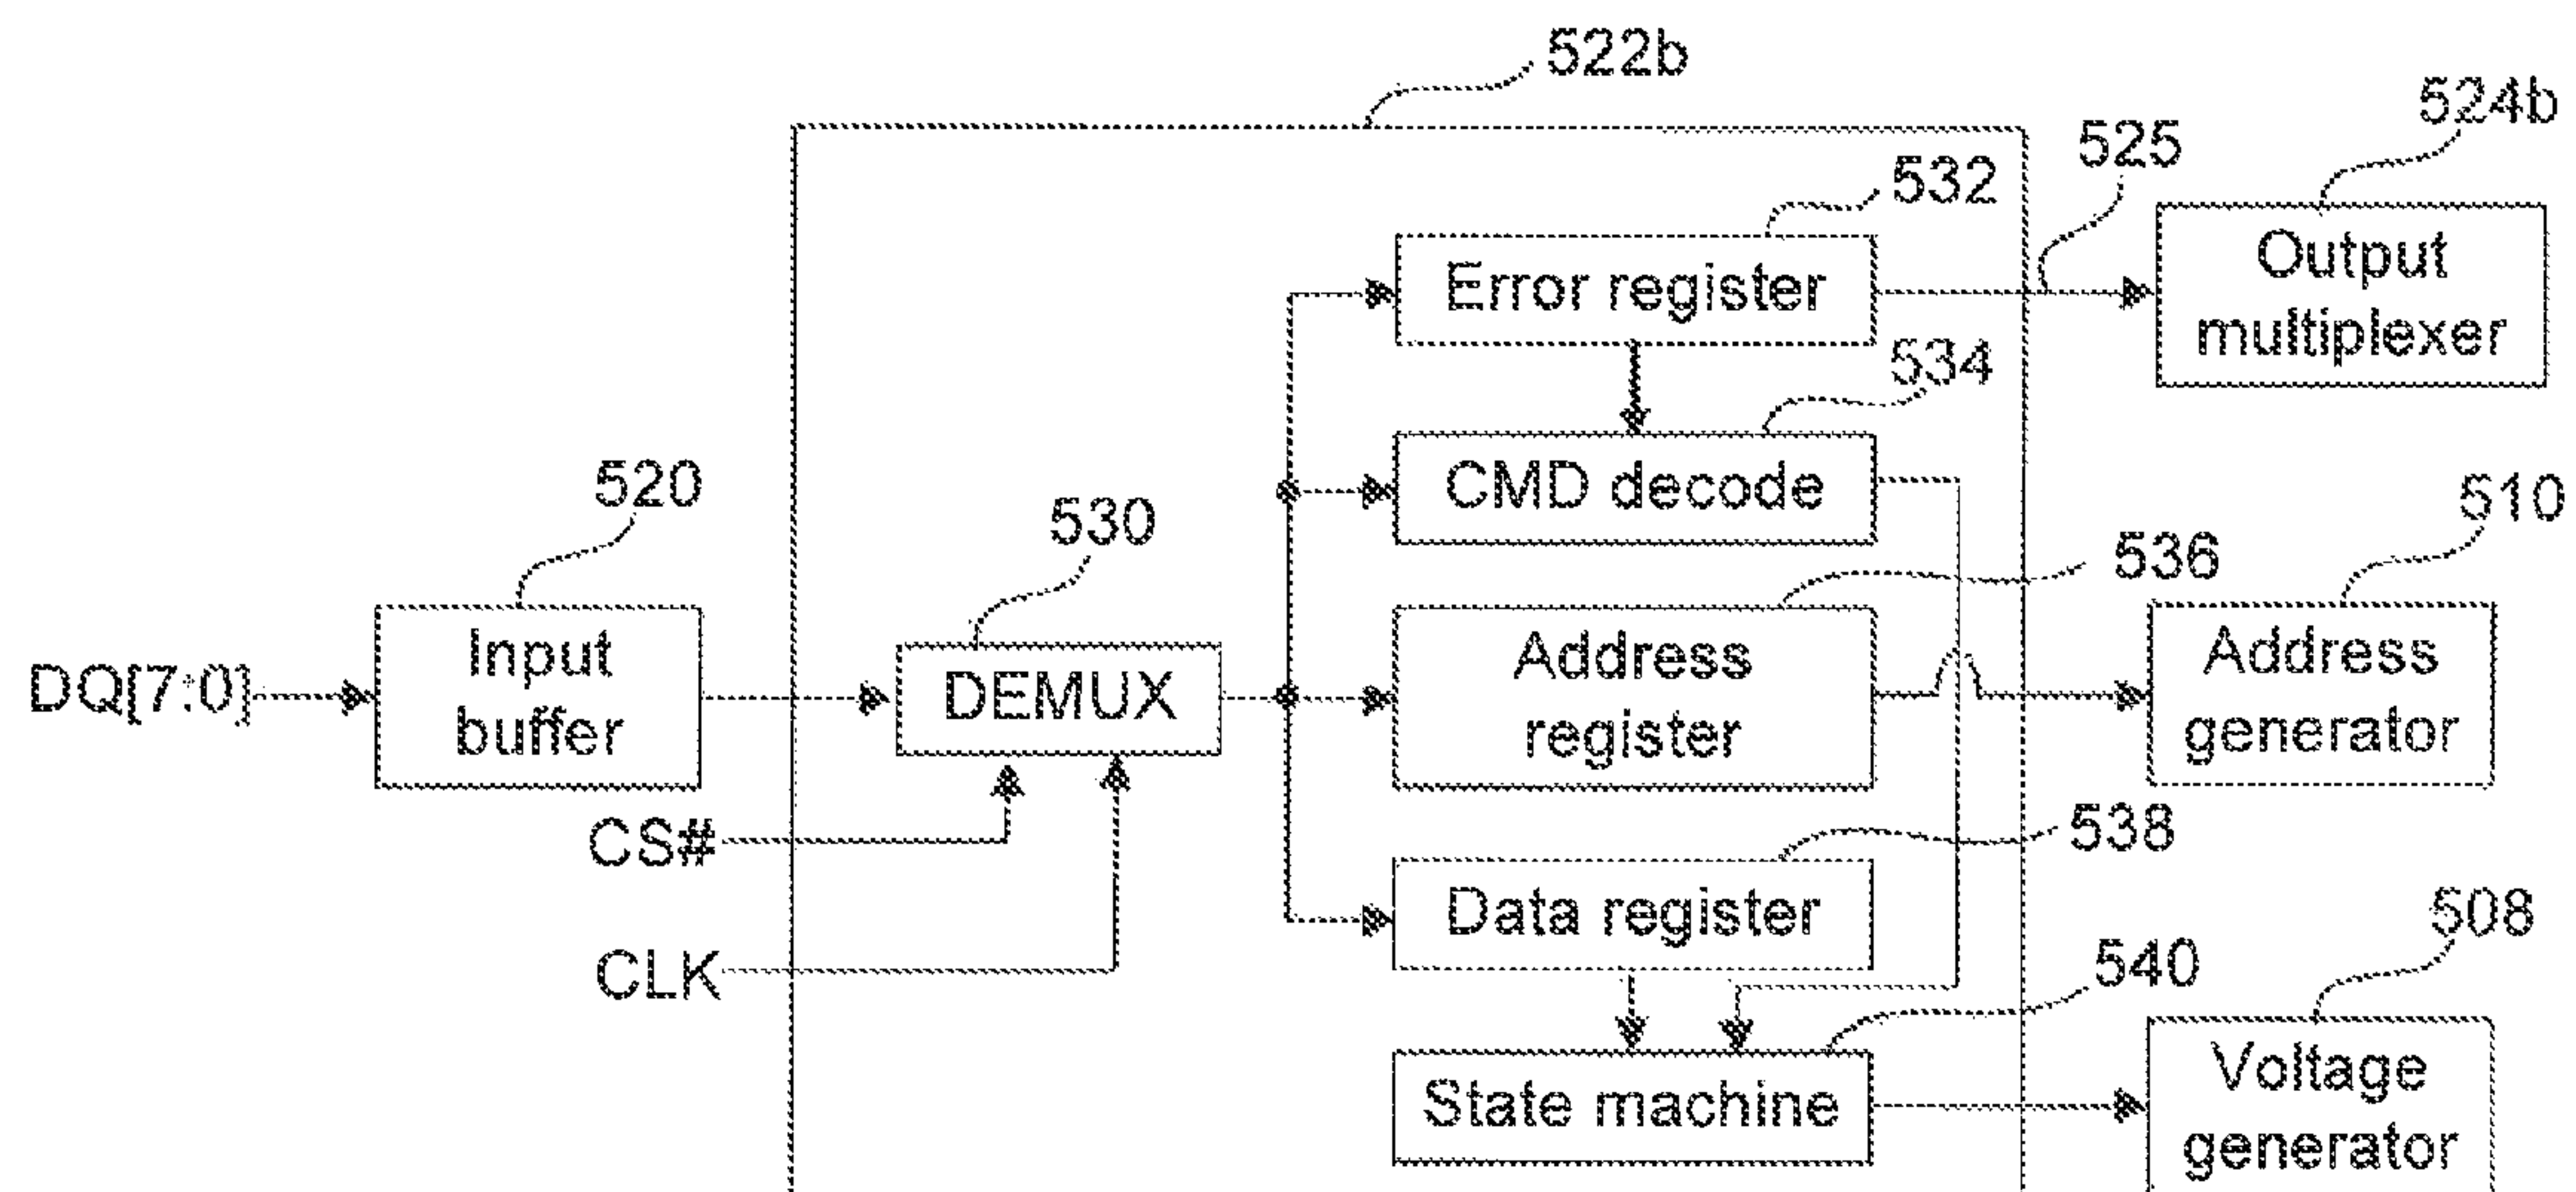 522b
524b
525
532
Error register
Output
multiplexer
534
520
CMD decode
510
530
536
Input
buffer
DQ[7:0]
DEMUX
Address
register
Address
generator
CS#
538
Data register
508
CLK
540
State machine
Voltage
generator